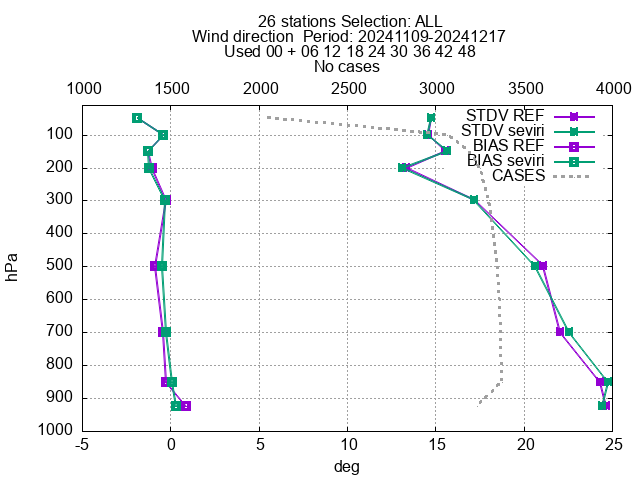 26 stations Selection: ALL
Wind direction  Period: 20241109-20241217
Used 00 + 06 12 18 24 30 36 42 48
No cases
1000 1500 2000 2500 3000 3500 4000
STDV REF
STDV seviri
BIAS REF
BIAS seviri
CASES
100
200
300
400
500
600
700
800
900
1000
hPa
-5 0 5 10 15 20 25
deg